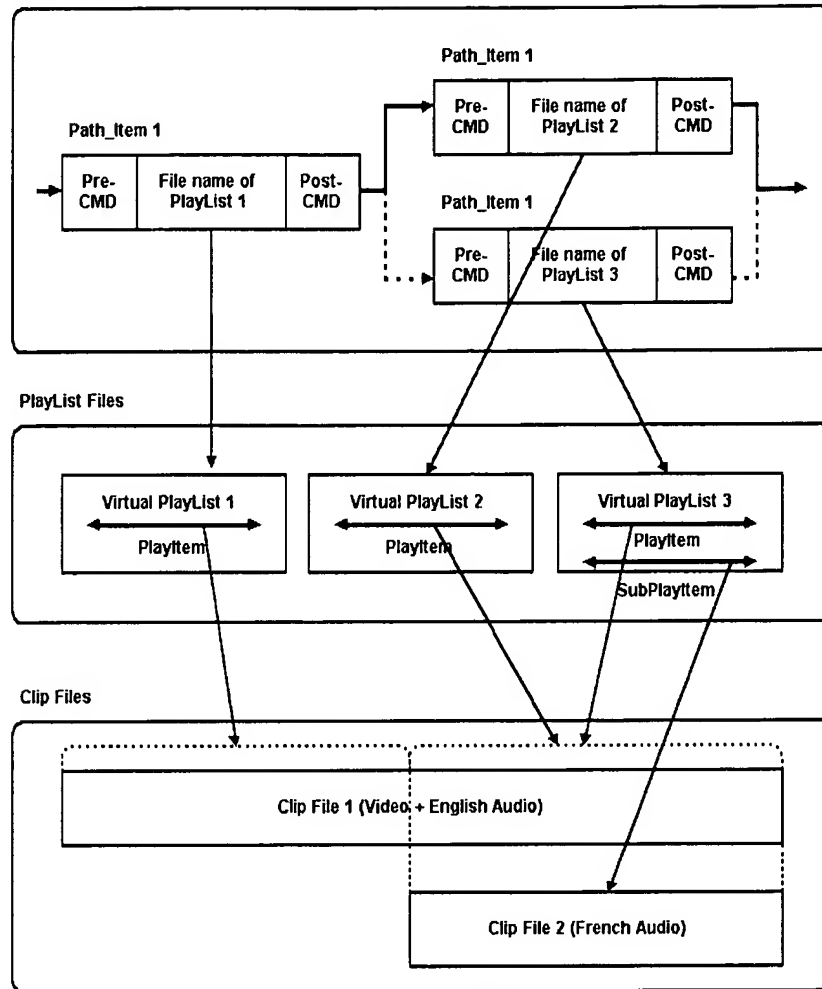 Path_Item 1
Pre-CMD
File name of PlayList 2
Post-CMD
Path_Item 1
Pre-CMD
File name of PlayList 1
Post-CMD
Path_Item 1
Pre-CMD
File name of PlayList 3
Post-CMD
PlayList Files
Virtual PlayList 1
PlayItem
Virtual PlayList 2
PlayItem
Virtual PlayList 3
PlayItem
SubPlayItem
Clip Files
Clip File 1 (Video + English Audio)
Clip File 2 (French Audio)